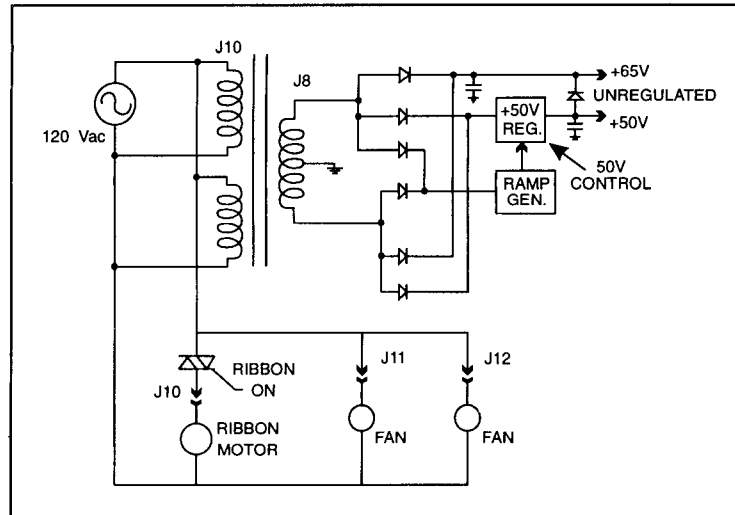 J10
J8
120 Vac
+65V
UNREGULATED
+50V
REG.
+50V
50V
CONTROL
RAMP
GEN.
J10
RIBBON
ON
J11
J12
RIBBON
MOTOR
FAN
FAN